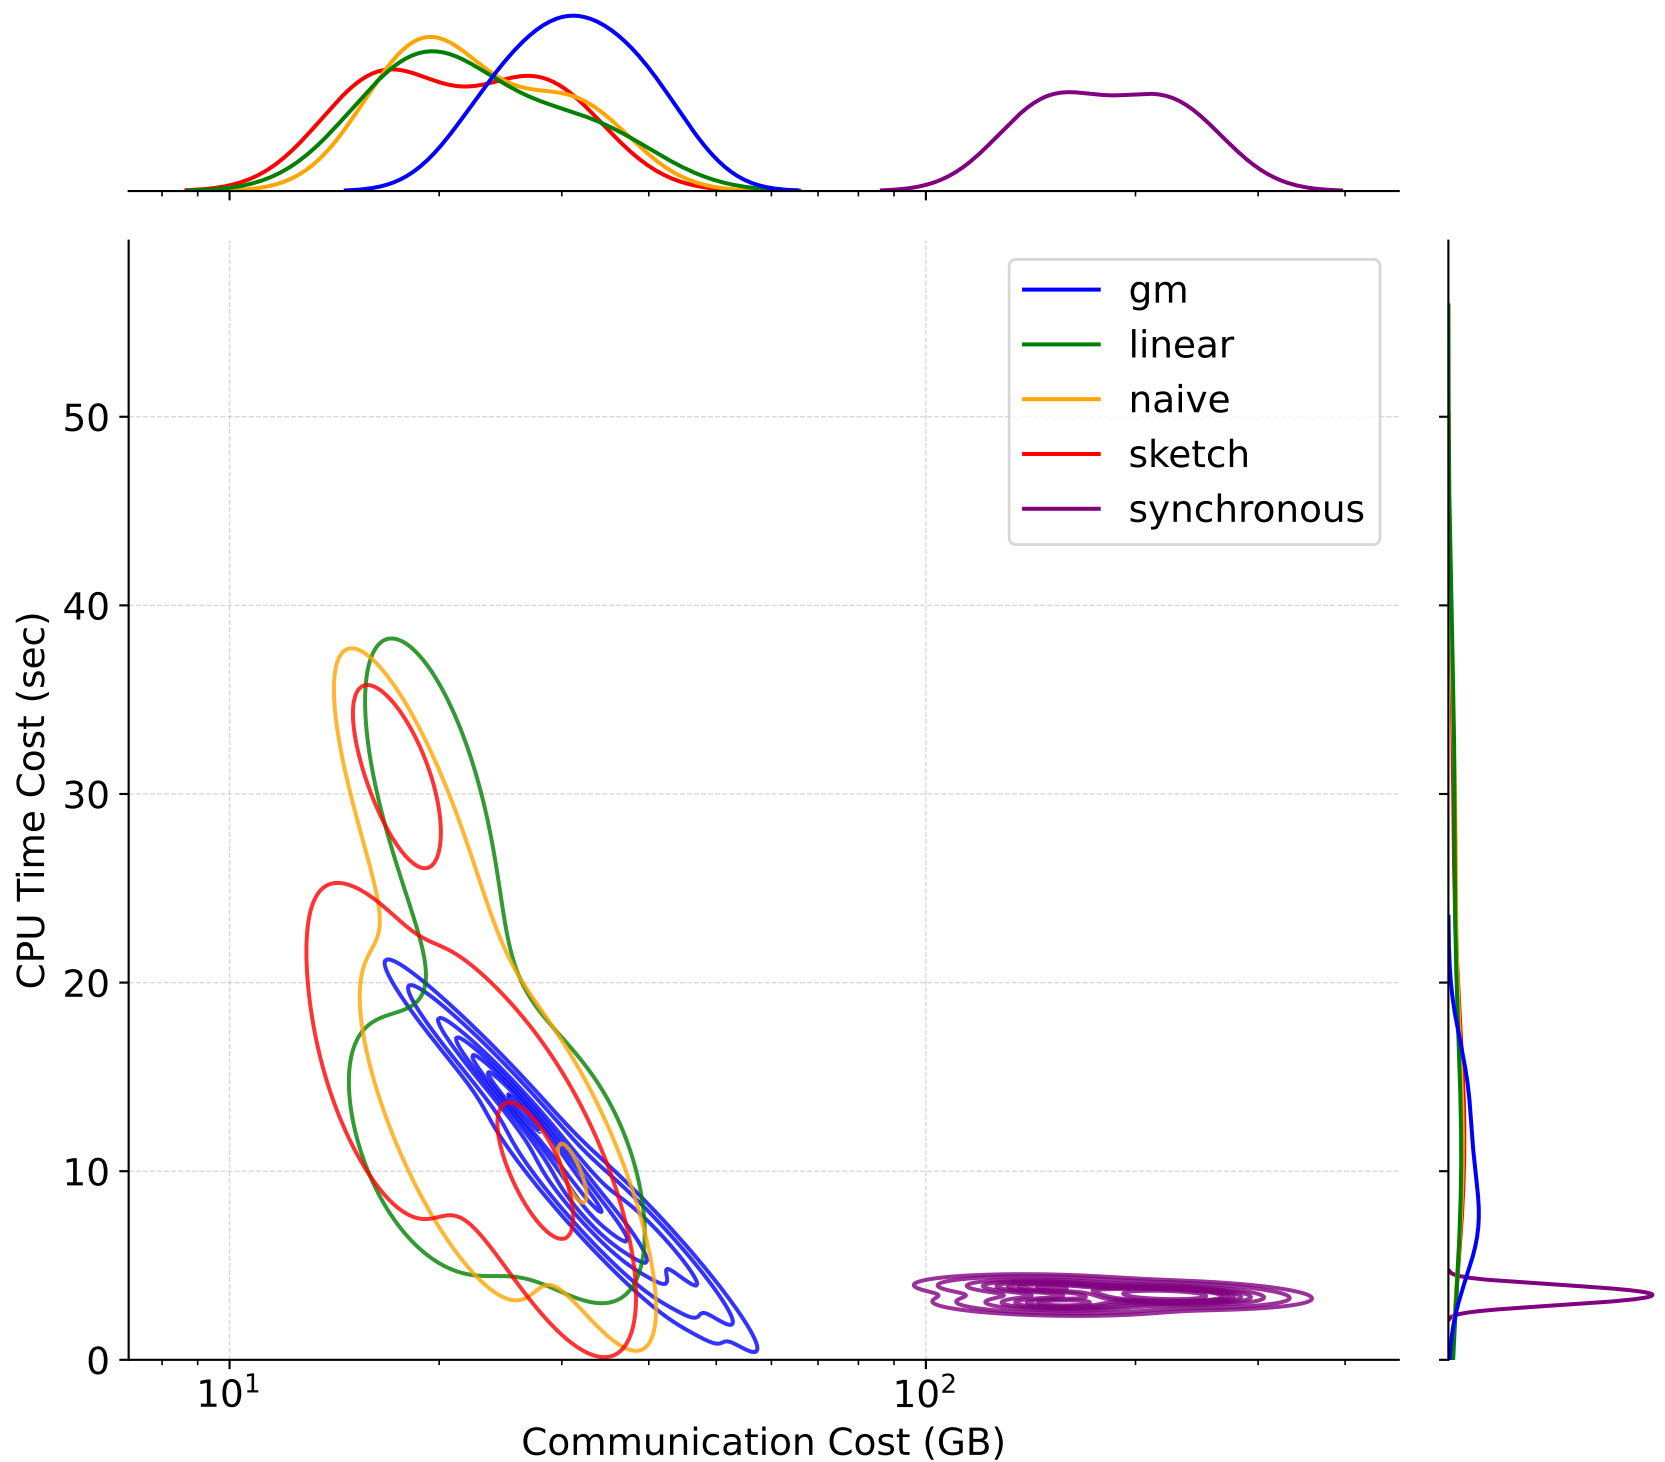 gm
linear
naive
sketch
synchronous
50
40
30
20
10
0
CPU Time Cost (sec)
10¹
10²
Communication Cost (GB)